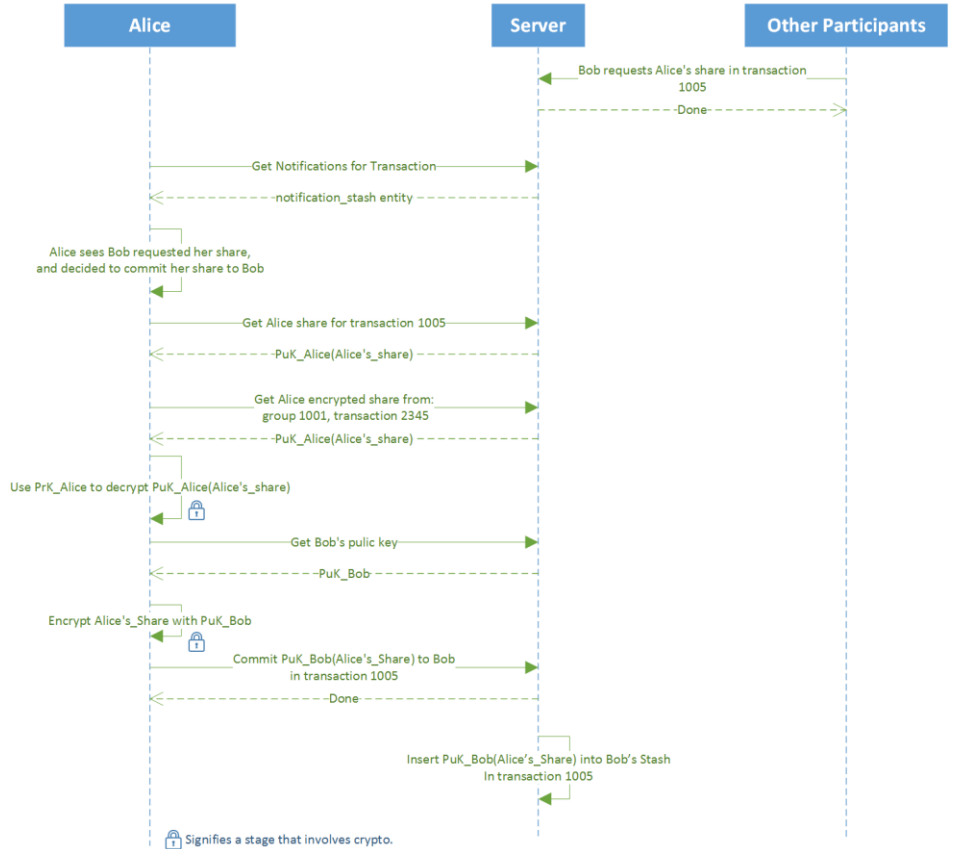 Alice
Server
Other Participants
Bob requests Alice's share in transaction
1005
Done
Get Notifications for Transaction
notification_stash entity
Alice sees Bob requested her share,
and decided to commit her share to Bob
Get Alice share for transaction 1005
PuK_Alice(Alice's_share)
Get Alice encrypted share from:
group 1001, transaction 2345
PuK_Alice(Alice's_share)
Use PrK_Alice to decrypt PuK_Alice(Alice's_share)
Get Bob's pulic key
PuK_Bob
Encrypt Alice's_Share with PuK_Bob
Commit PuK_Bob(Alice's_Share) to Bob
in transaction 1005
Done
Insert PuK_Bob(Alice’s_Share) into Bob’s Stash
In transaction 1005
Signifies a stage that involves crypto.